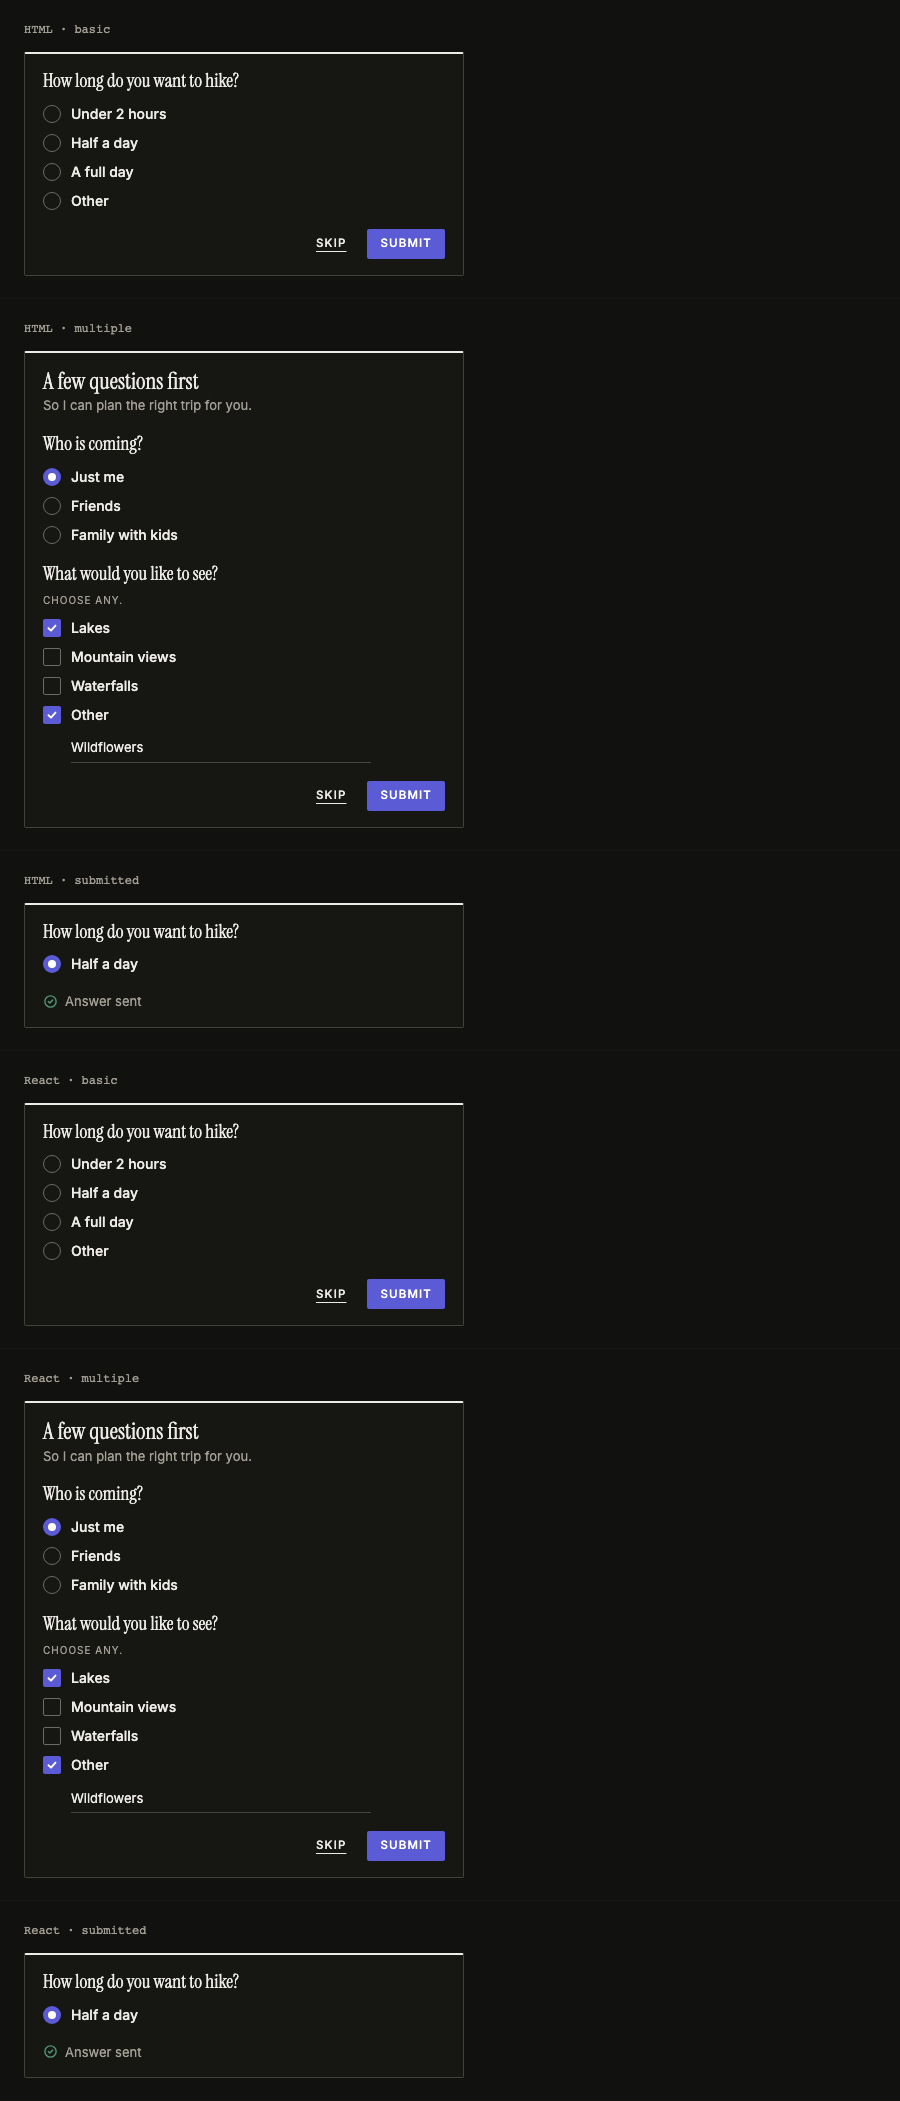 HTML • basic
How long do you want to hike?
Under 2 hours
Half a day
A full day
Other
SKIP SUBMIT
HTML • multiple
A few questions first
So I can plan the right trip for you.
Who is coming?
Just me
Friends
Family with kids
What would you like to see?
CHOOSE ANY.
Lakes
Mountain views
Waterfalls
Other
Wildflowers
SKIP SUBMIT
HTML • submitted
How long do you want to hike?
Half a day
Answer sent
React • basic
How long do you want to hike?
Under 2 hours
Half a day
A full day
Other
SKIP SUBMIT
React • multiple
A few questions first
So I can plan the right trip for you.
Who is coming?
Just me
Friends
Family with kids
What would you like to see?
CHOOSE ANY.
Lakes
Mountain views
Waterfalls
Other
Wildflowers
SKIP SUBMIT
React • submitted
How long do you want to hike?
Half a day
Answer sent